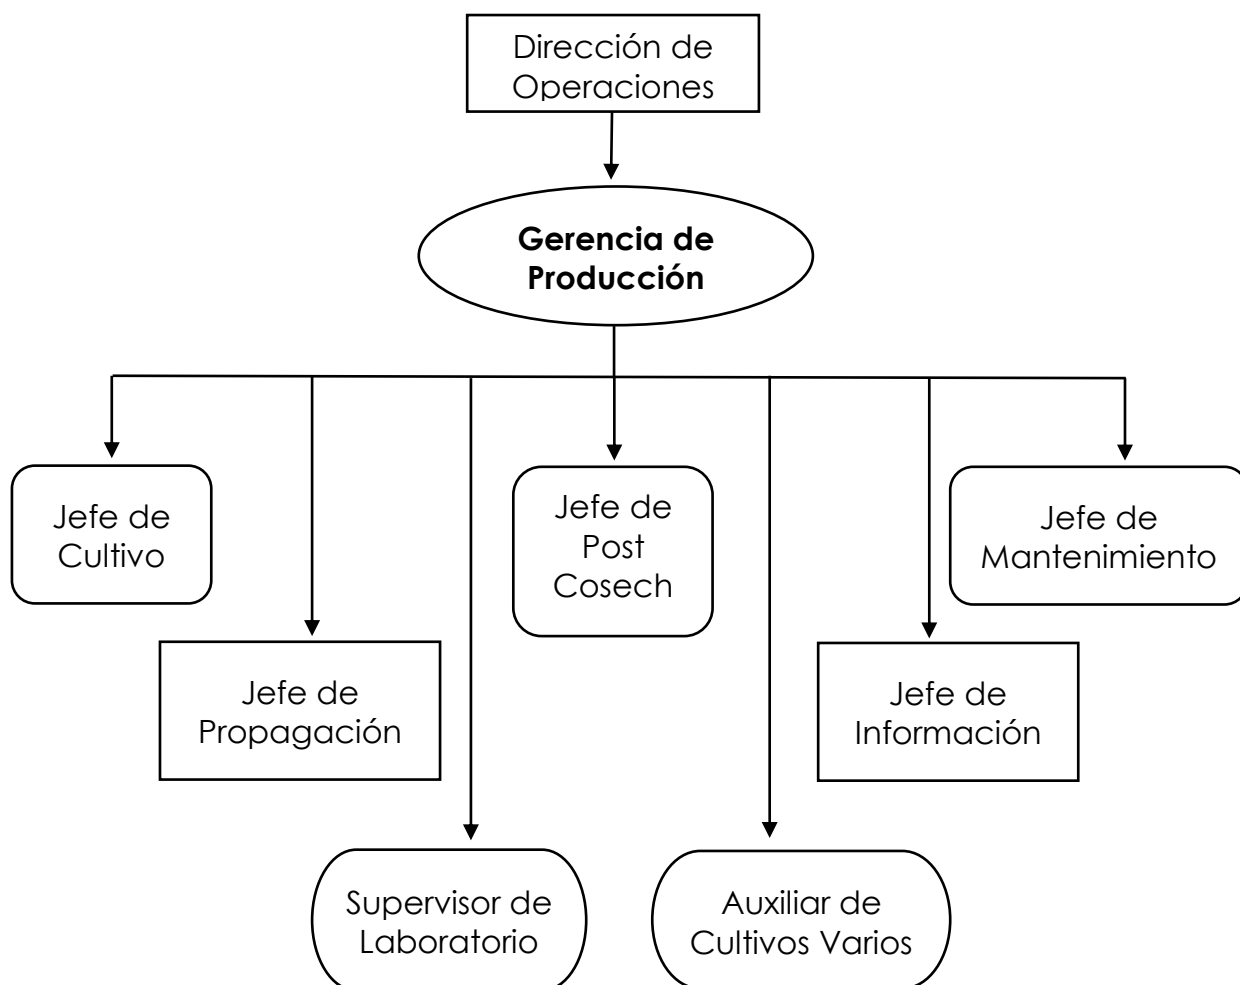 Dirección de
Operaciones
Gerencia de
Producción
Jefe de
Cultivo
Jefe de
Post
Cosech
Jefe de
Mantenimiento
Jefe de
Propagación
Jefe de
Información
Supervisor de
Laboratorio
Auxiliar de
Cultivos Varios